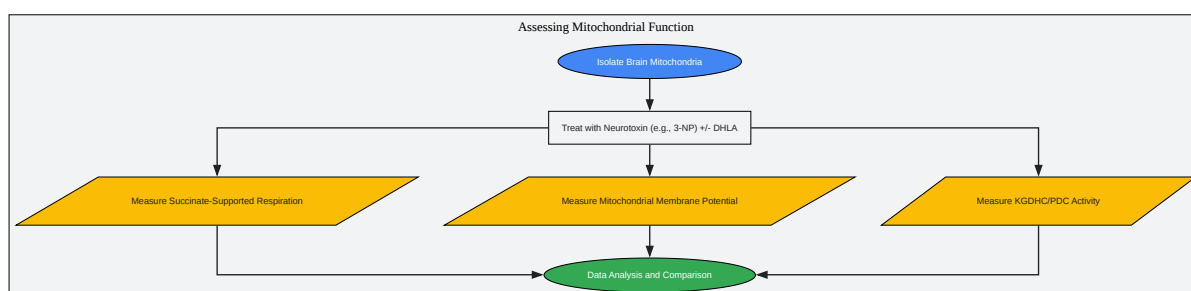 Assessing Mitochondrial Function
Isolate Brain Mitochondria
Treat with Neurotoxin (e.g., 3-NP) +/- DHLA
Measure Succinate-Supported Respiration
Measure Mitochondrial Membrane Potential
Measure KGDHC/PDC Activity
Data Analysis and Comparison